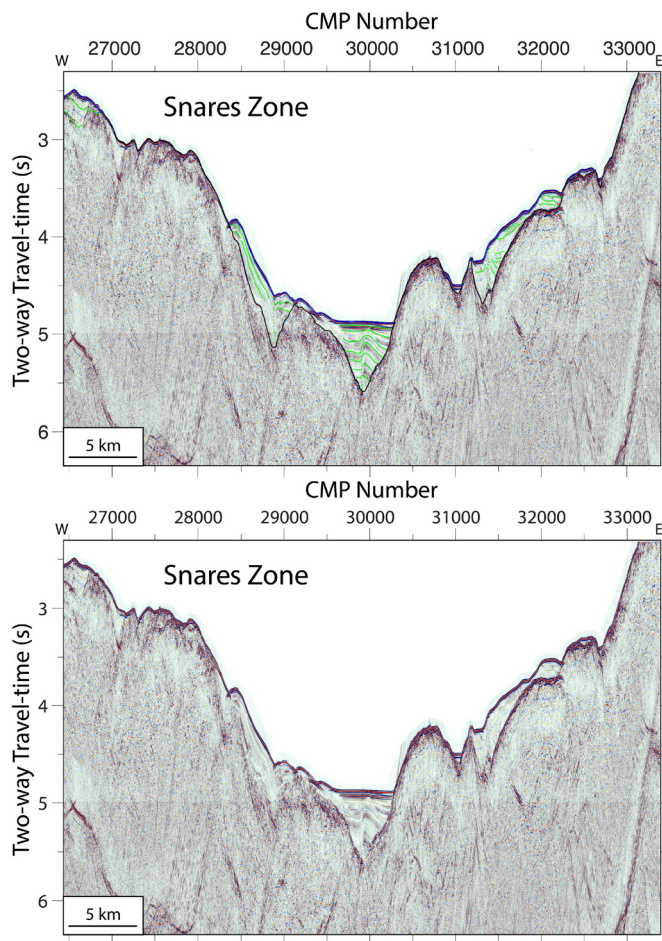 CMP Number
27000 28000 29000 30000 31000 32000 33000
W E
Snares Zone
Two-way Travel-time (s)
3
4
5
6
5 km
CMP Number
27000 28000 29000 30000 31000 32000 33000
W E
Snares Zone
Two-way Travel-time (s)
3
4
5
6
5 km